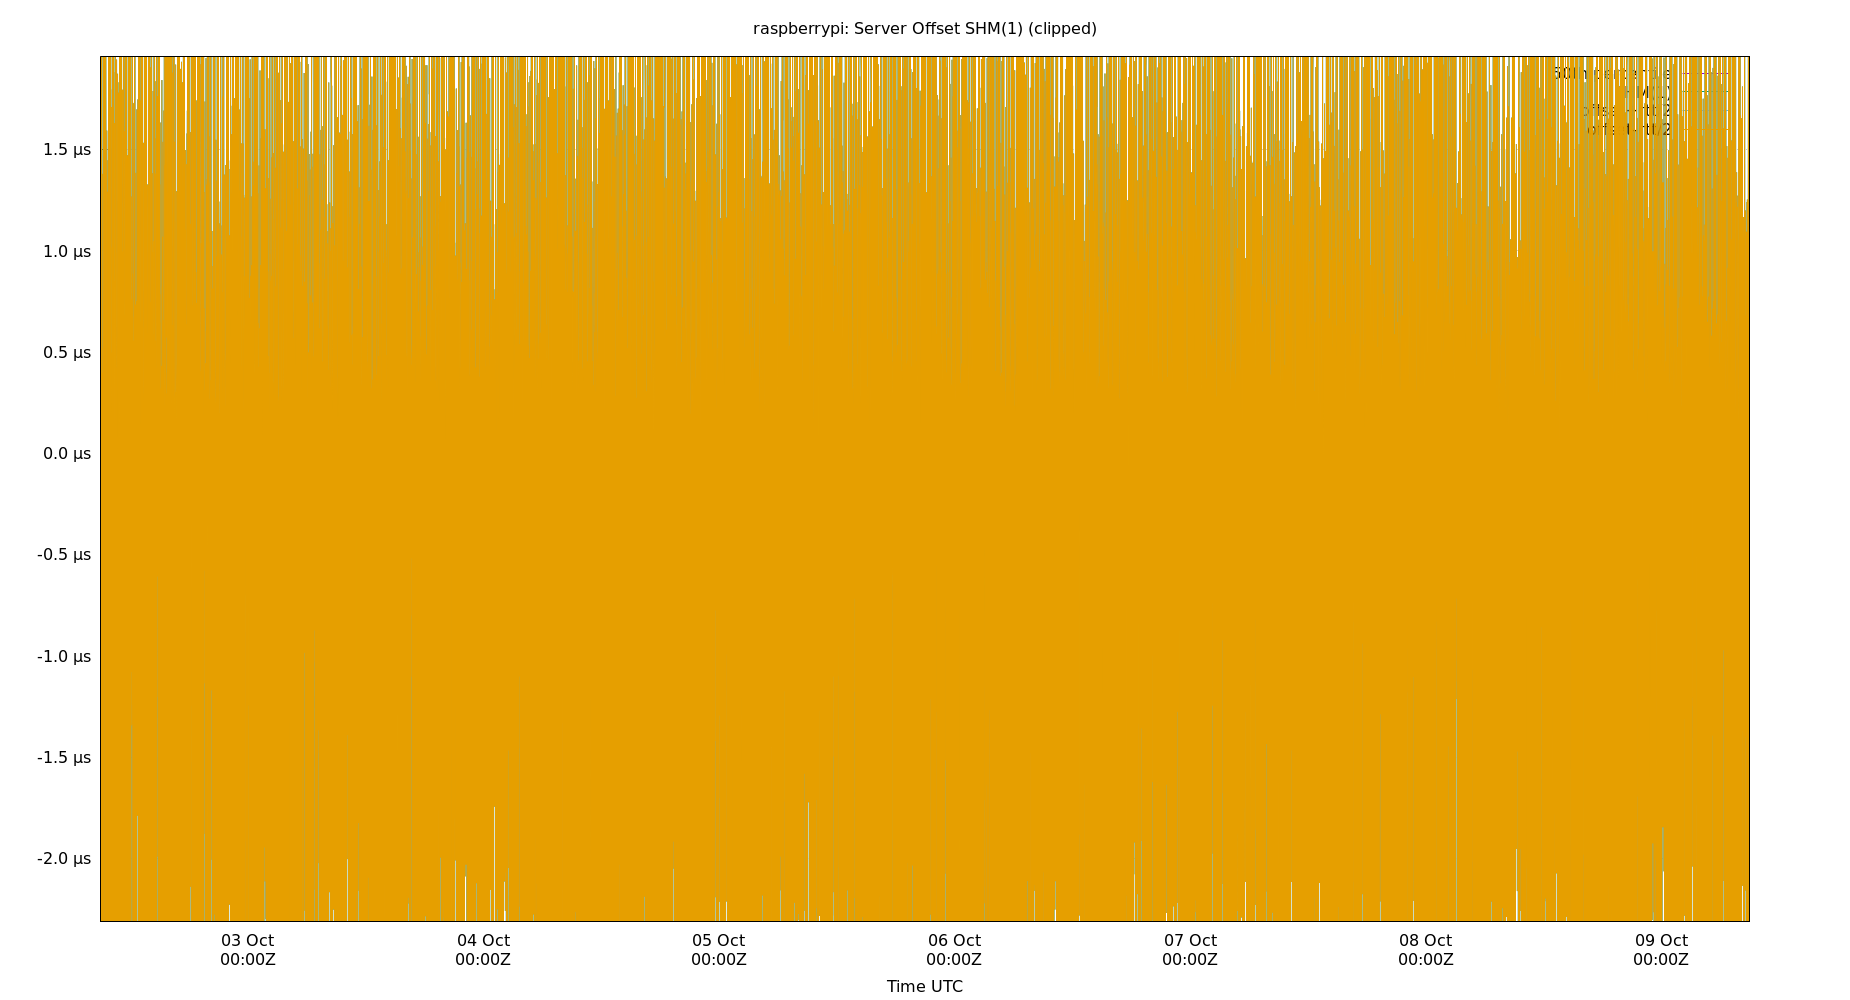 raspberrypi: Server Offset SHM(1) (clipped)
1.5 µs
1.0 µs
0.5 µs
0.0 µs
-0.5 µs
-1.0 µs
-1.5 µs
-2.0 µs
03 Oct 04 Oct 05 Oct 06 Oct 07 Oct 08 Oct 09 Oct
00:00Z 00:00Z 00:00Z 00:00Z 00:00Z 00:00Z 00:00Z
Time UTC